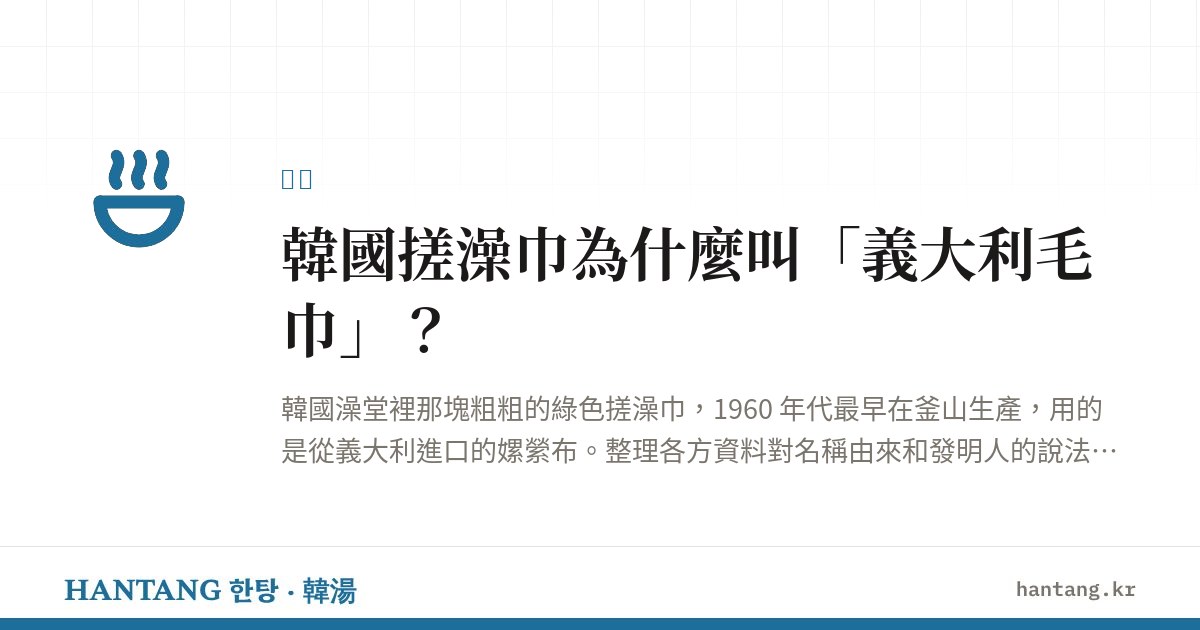 韓國搓澡巾為什麼叫「義大利毛
巾」？
韓國澡堂裡那塊粗粗的綠色搓澡巾，1960 年代最早在釜山生產，用的
是從義大利進口的嫘縈布。整理各方資料對名稱由來和發明人的說法…
HANTANG 한탕 · 韓湯
hantang.kr